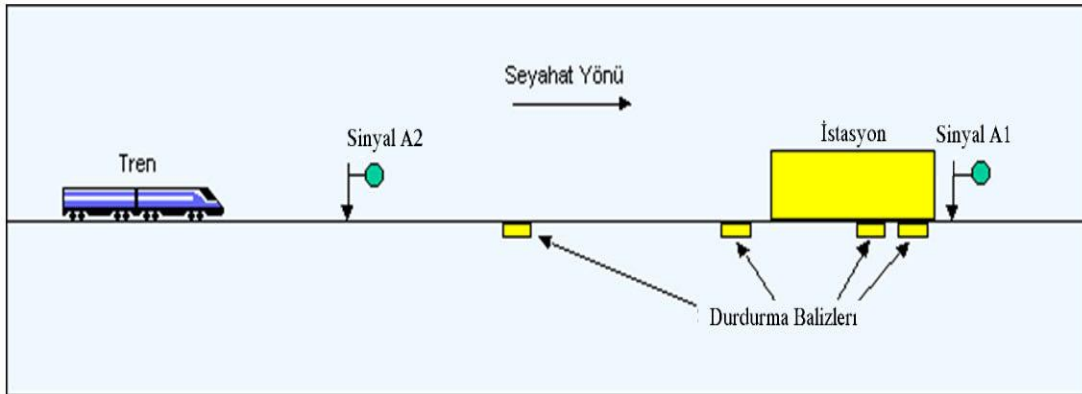 Seyahat Yönü
Sinyal A2
İstasyon
Sinyal A1
Tren
Durdurma Balizleri